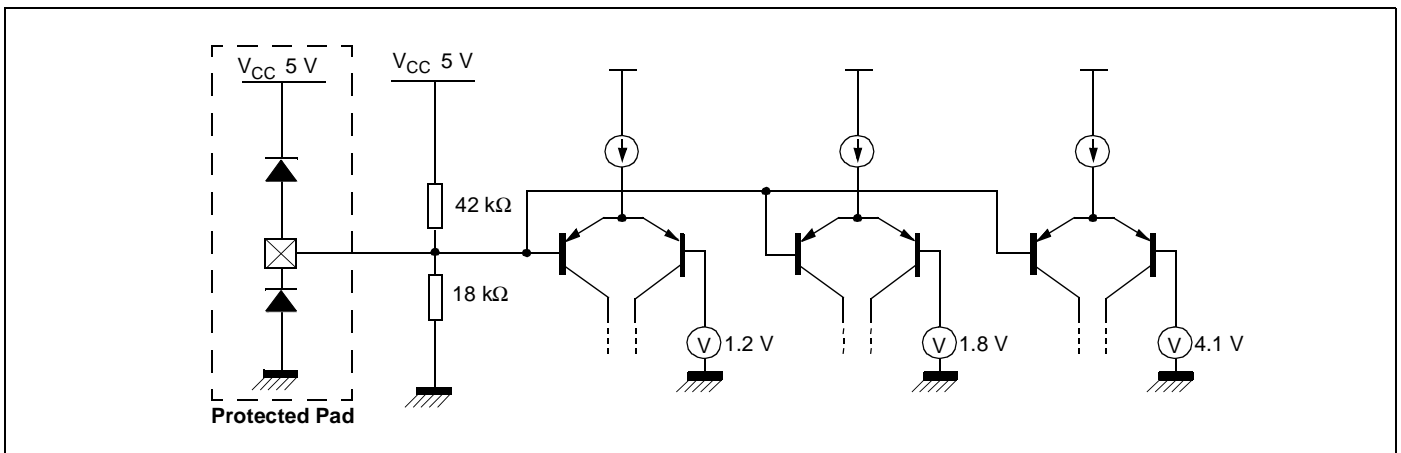 VCC 5 V
VCC 5 V
42 kΩ
18 kΩ
V 1.2 V
V 1.8 V
V 4.1 V
Protected Pad